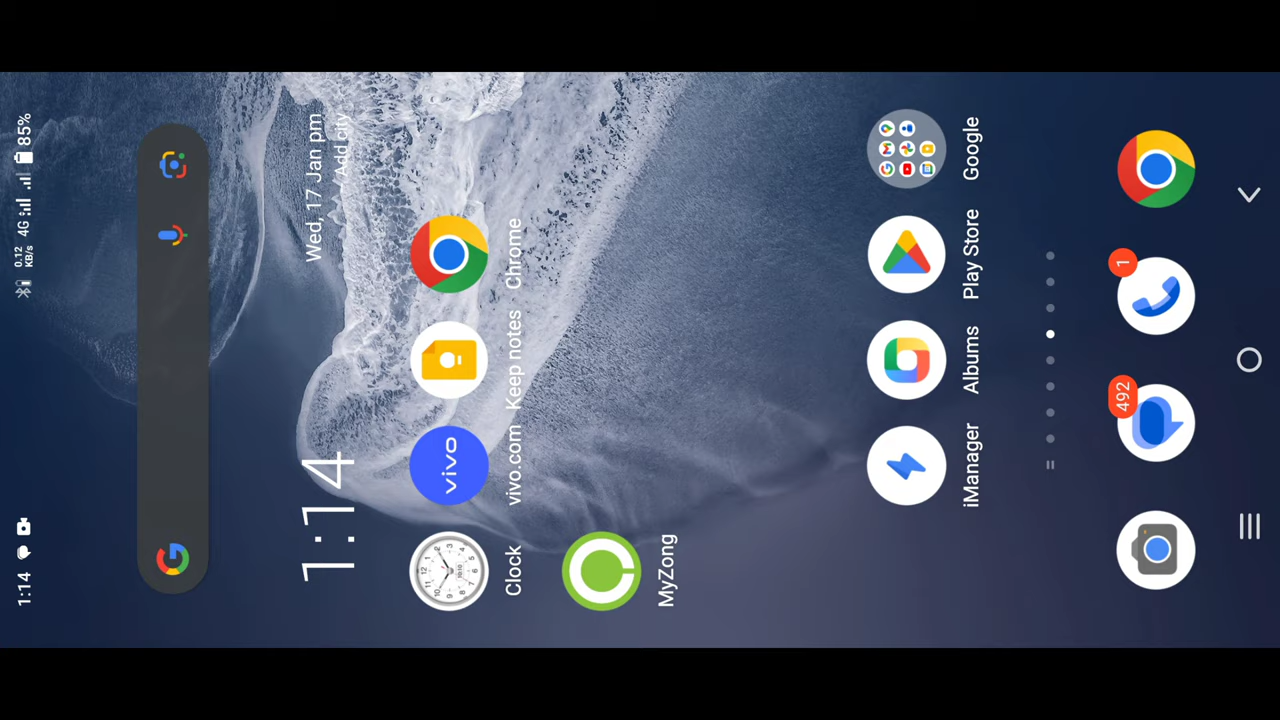 1:14
0.12 KB/s 4G 85%
1:14
Wed, 17 Jan pm
Add city
vivo
Clock vivo.com Keep notes Chrome
MyZong
iManager Albums Play Store Google
492 1